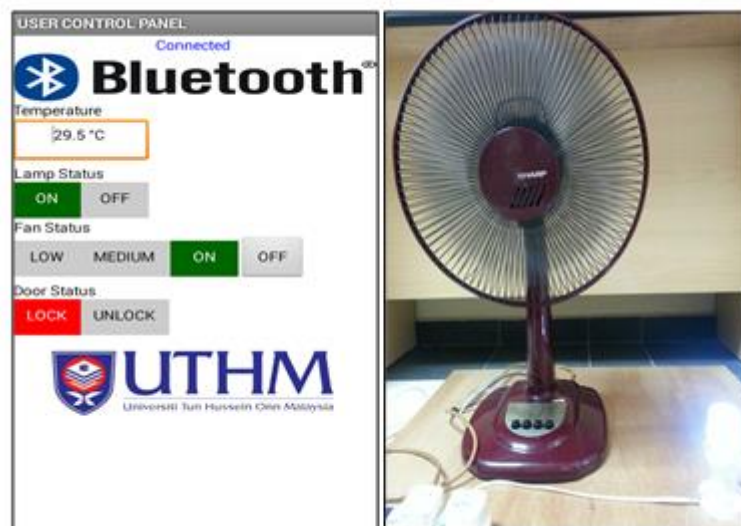 USER CONTROL PANEL
Connected
Bluetooth®
Temperature
29.5 °C
Lamp Status
ON OFF
Fan Status
LOW MEDIUM ON OFF
Door Status
LOCK UNLOCK
UTHM
Universiti Tun Hussein Onn Malaysia
SHARP